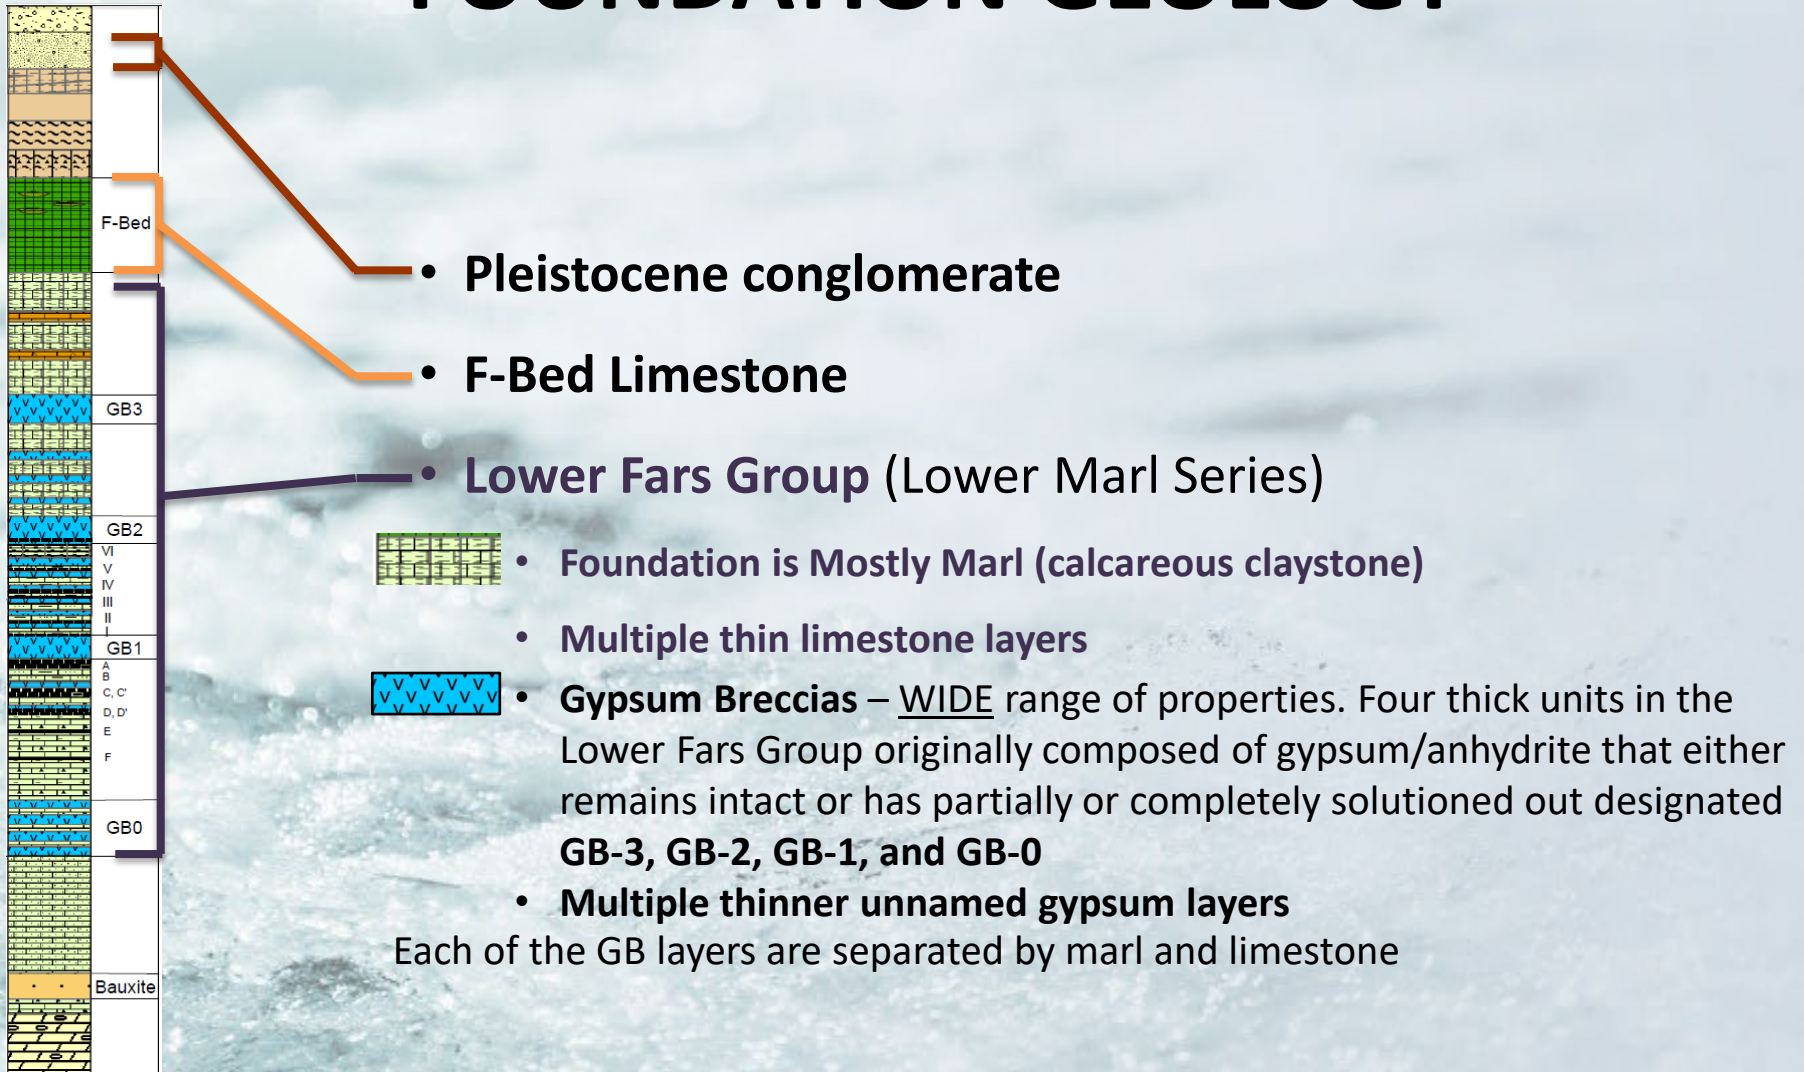 FOUNDATION GEOLOGY
• Pleistocene conglomerate
• F-Bed Limestone
• Lower Fars Group (Lower Marl Series)
• Foundation is Mostly Marl (calcareous claystone)
• Multiple thin limestone layers
• Gypsum Breccias – WIDE range of properties. Four thick units in the
Lower Fars Group originally composed of gypsum/anhydrite that either
remains intact or has partially or completely solutioned out designated
GB-3, GB-2, GB-1, and GB-0
• Multiple thinner unnamed gypsum layers
Each of the GB layers are separated by marl and limestone
F-Bed
GB3
GB2
VI
V
IV
III
II
I
GB1
A
B
C, C'
D, D'
E
F
GB0
Bauxite